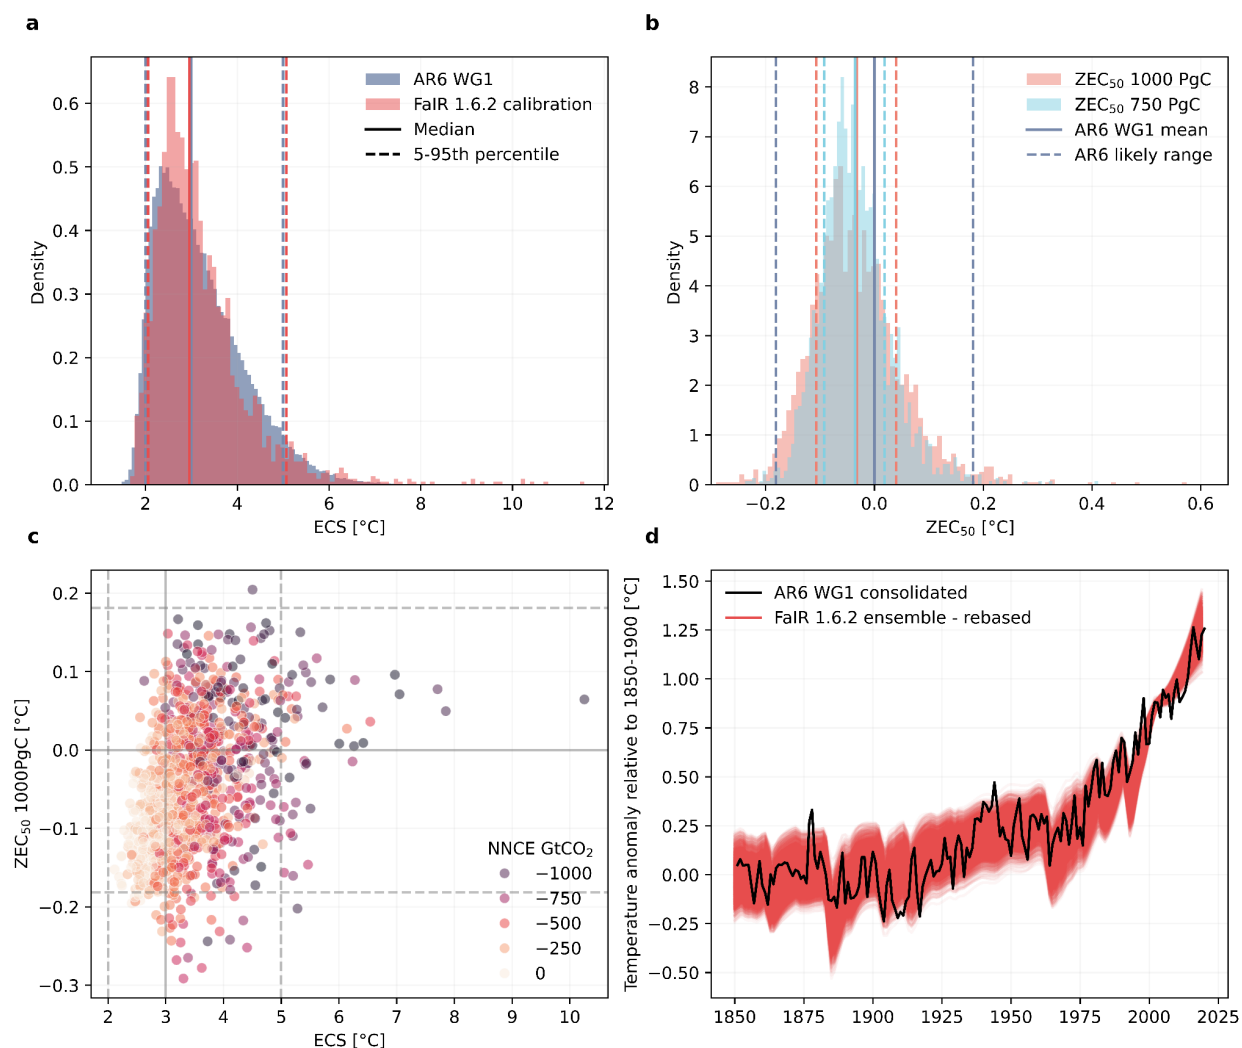 a
AR6 WG1
FaIR 1.6.2 calibration
Median
5-95th percentile
Density
0.6
0.5
0.4
0.3
0.2
0.1
0.0
2
4
6
8
10
12
ECS [°C]
b
ZEC₅₀ 1000 PgC
ZEC₅₀ 750 PgC
AR6 WG1 mean
AR6 likely range
Density
8
7
6
5
4
3
2
1
0
−0.2
0.0
0.2
0.4
0.6
ZEC₅₀ [°C]
c
ZEC₅₀ 1000PgC [°C]
0.2
0.1
0.0
−0.1
−0.2
−0.3
NNCE GtCO₂
−1000
−750
−500
−250
0
2
3
4
5
6
7
8
9
10
ECS [°C]
d
Temperature anomaly relative to 1850-1900 [°C]
AR6 WG1 consolidated
FaIR 1.6.2 ensemble - rebased
1.50
1.25
1.00
0.75
0.50
0.25
0.00
−0.25
−0.50
1850
1875
1900
1925
1950
1975
2000
2025